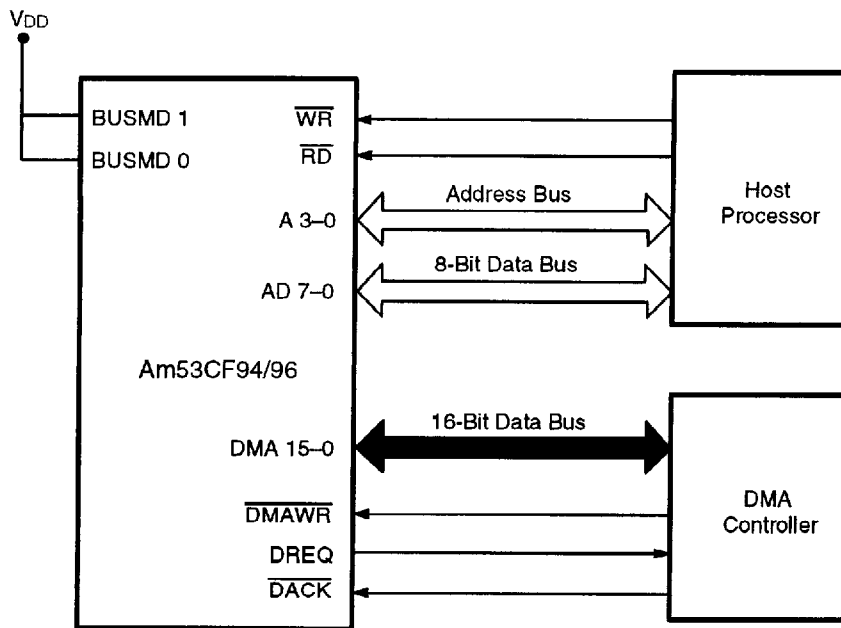 VDD
BUSMD 1
BUSMD 0
WR
RD
A 3–0
AD 7–0
Am53CF94/96
DMA 15–0
DMAWR
DREQ
DACK
Address Bus
8-Bit Data Bus
16-Bit Data Bus
Host
Processor
DMA
Controller